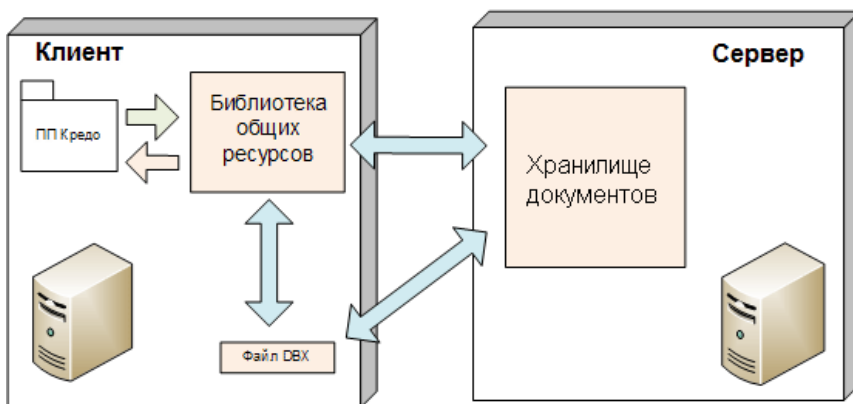 Клиент
ПП Кредо
Библиотека
общих
ресурсов
Файл DBX
Сервер
Хранилище
документов